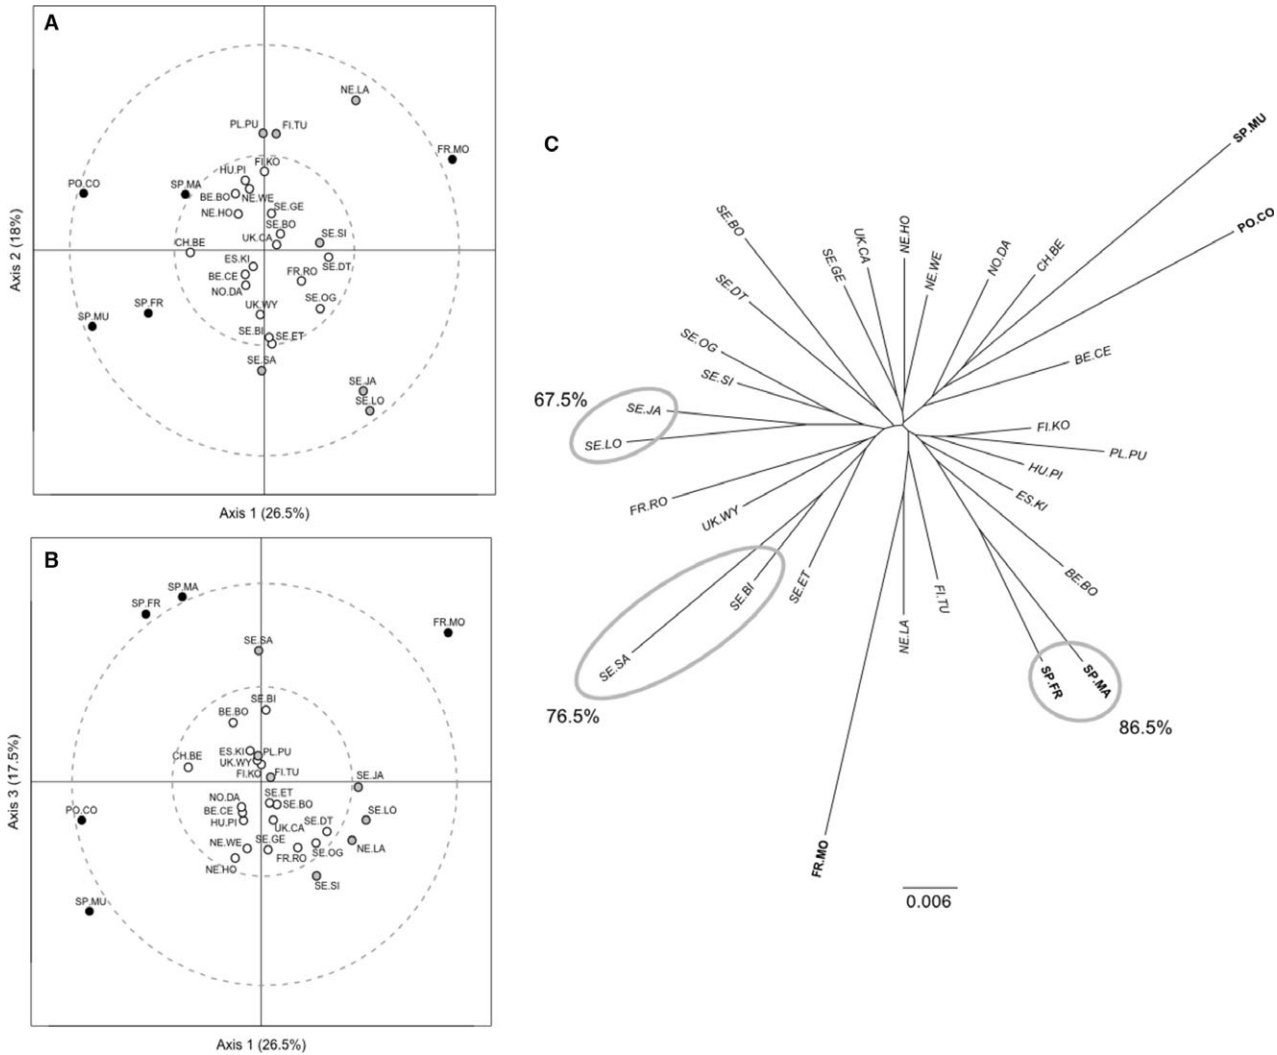 A
NE.LA
PL.PU
FI.TU
FR.MO
FI.KO
HU.PI
PO.CO
SP.MA
BE.BO
NE.WE
NE.HO
SE.GE
SE.BO
UK.CA
SE.SI
CH.BE
ES.KI
SE.DT
BE.CE
FR.RO
NO.DA
SE.OG
SP.FR
UK.WY
SP.MU
SE.BI
SE.ET
SE.SA
SE.JA
SE.LO
Axis 2 (18%)
Axis 1 (26.5%)
B
SP.MA
SP.FR
FR.MO
SE.SA
SE.BI
BE.BO
ES.KI
PL.PU
CH.BE
UK.WY
FI.KO
FI.TU
SE.JA
NO.DA
SE.ET
SE.BO
BE.CE
PO.CO
SE.LO
HU.PI
UK.CA
SE.DT
NE.WE
SE.GE
SE.OG
NE.LA
FR.RO
NE.HO
SE.SI
SP.MU
Axis 3 (17.5%)
Axis 1 (26.5%)
C
SP.MU
PO.CO
SE.BO
SE.GE
UK.CA
NE.HO
NE.WE
NO.DA
CH.BE
SE.DT
SE.OG
BE.CE
SE.SI
67.5%
SE.JA
FI.KO
SE.LO
PL.PU
HU.PI
FR.RO
ES.KI
UK.WY
BE.BO
SE.BI
SE.ET
FI.TU
NE.LA
SE.SA
SP.FR
SP.MA
76.5%
86.5%
FR.MO
0.006